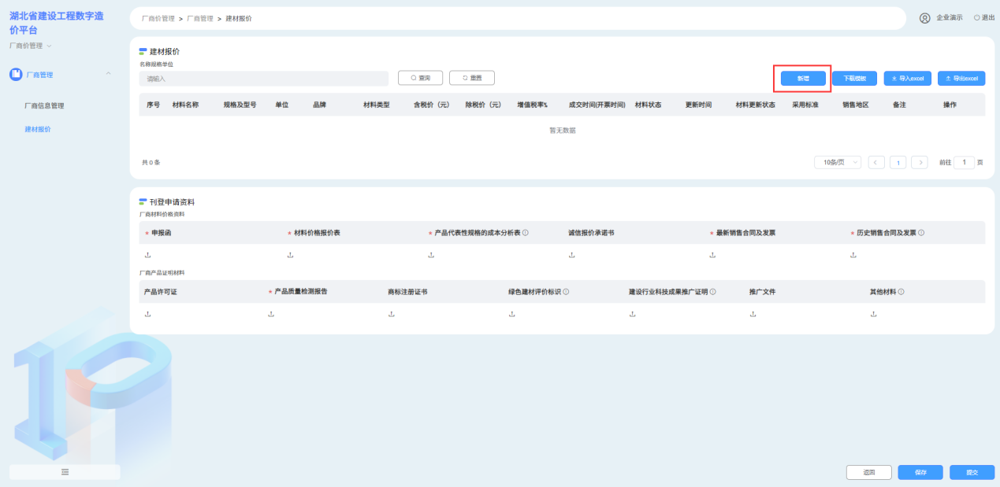 湖北省建设工程数字造
价平台
厂商价管理
厂商管理
厂商信息管理
建材报价
厂商价管理 > 厂商管理 > 建材报价
企业演示 退出
建材报价
名称规格单位
请输入 查询 重置 新增 下载模板 导入excel 导出excel
序号 材料名称 规格及型号 单位 品牌 材料类型 含税价（元） 除税价（元） 增值税率% 成交时间(开票时间) 材料状态 更新时间 材料更新状态 采用标准 销售地区 备注 操作
暂无数据
共 0 条 10条/页 < 1 > 前往 1 页
刊登申请资料
厂商材料价格资料
* 申报函 * 材料价格报价表 * 产品代表性规格的成本分析表 诚信报价承诺书 * 最新销售合同及发票 * 历史销售合同及发票
厂商产品证明材料
产品许可证 * 产品质量检测报告 商标注册证书 绿色建材评价标识 建设行业科技成果推广证明 推广文件 其他材料
返回 保存 提交